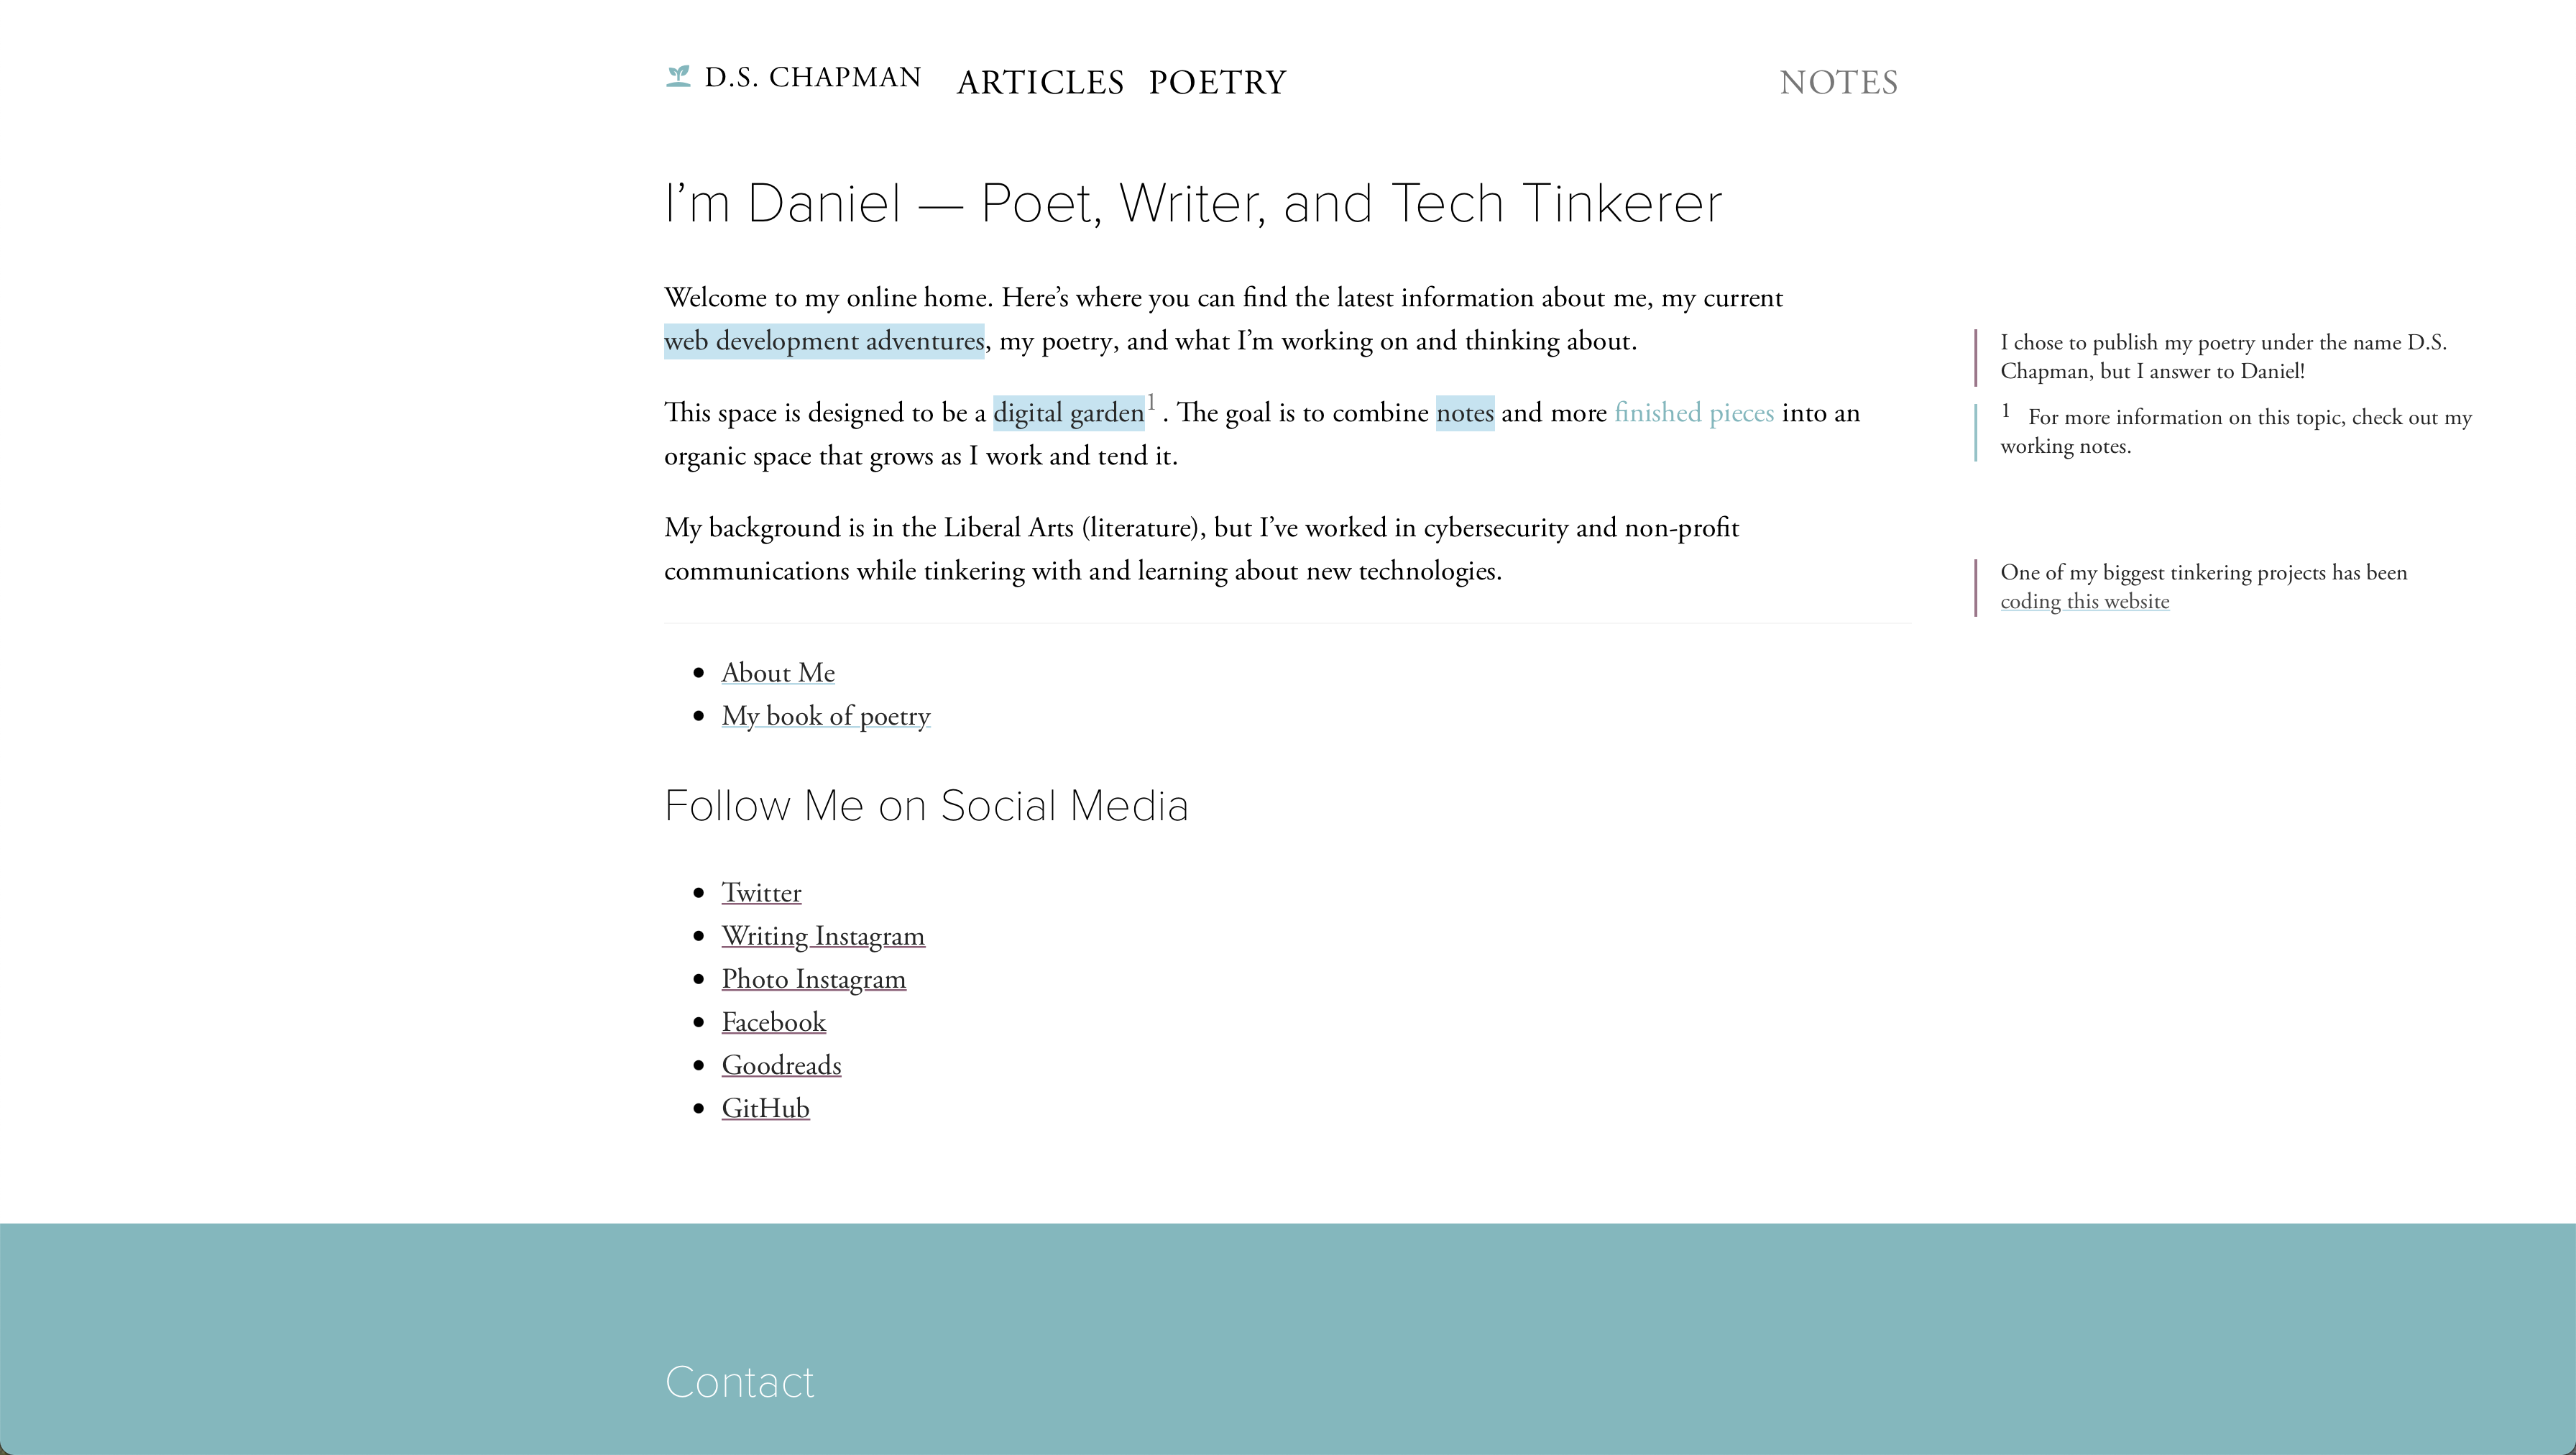 D.S. CHAPMAN ARTICLES POETRY NOTES
I’m Daniel — Poet, Writer, and Tech Tinkerer
Welcome to my online home. Here’s where you can find the latest information about me, my current
web development adventures, my poetry, and what I’m working on and thinking about.
I chose to publish my poetry under the name D.S.
Chapman, but I answer to Daniel!
This space is designed to be a digital garden1 . The goal is to combine notes and more finished pieces into an
organic space that grows as I work and tend it.
1 For more information on this topic, check out my
working notes.
My background is in the Liberal Arts (literature), but I’ve worked in cybersecurity and non-profit
communications while tinkering with and learning about new technologies.
One of my biggest tinkering projects has been
coding this website
About Me
My book of poetry
Follow Me on Social Media
Twitter
Writing Instagram
Photo Instagram
Facebook
Goodreads
GitHub
Contact